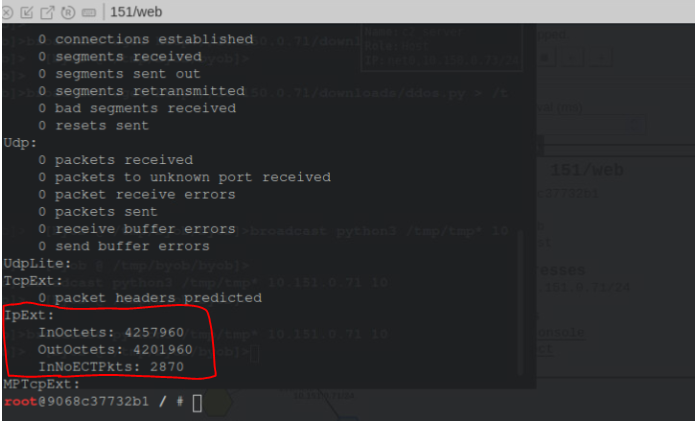 151/web
0 connections established
0 segments received
0 segments sent out
0 segments retransmitted
0 bad segments received
0 resets sent
Udp:
0 packets received
0 packets to unknown port received
0 packet receive errors
0 packets sent
0 receive buffer errors
0 send buffer errors
UdpLite:
TcpExt:
0 packet headers predicted
IpExt:
InOctets: 4257960
OutOctets: 4201960
InNoECTPkts: 2870
MPTcpExt:
root@9068c37732b1 / #
151/web